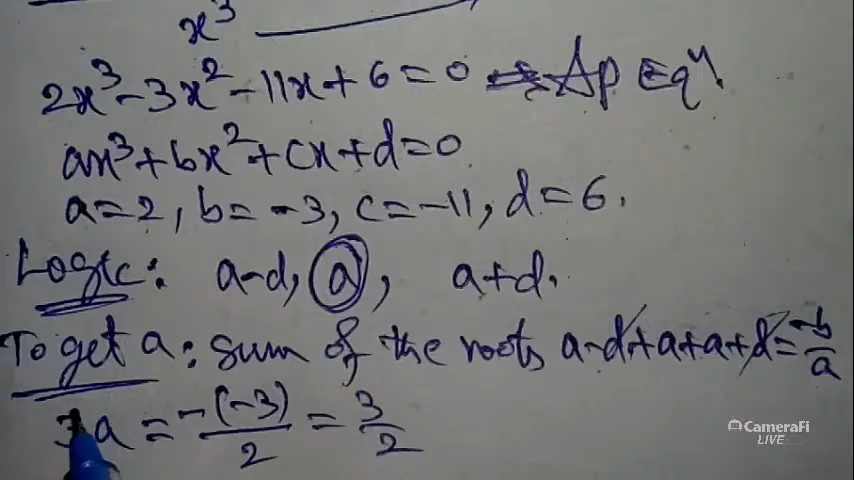 x³
2x³-3x²-11x+6=0 → Ap Eqⁿ.
ax³+bx²+cx+d=0
a=2, b=-3, c=-11, d=6.
Logic: a-d, a, a+d.
To get a: sum of the roots a-d+a+a+d=-b/a
3a = -(-3)/2 = 3/2
CameraFi
LIVE